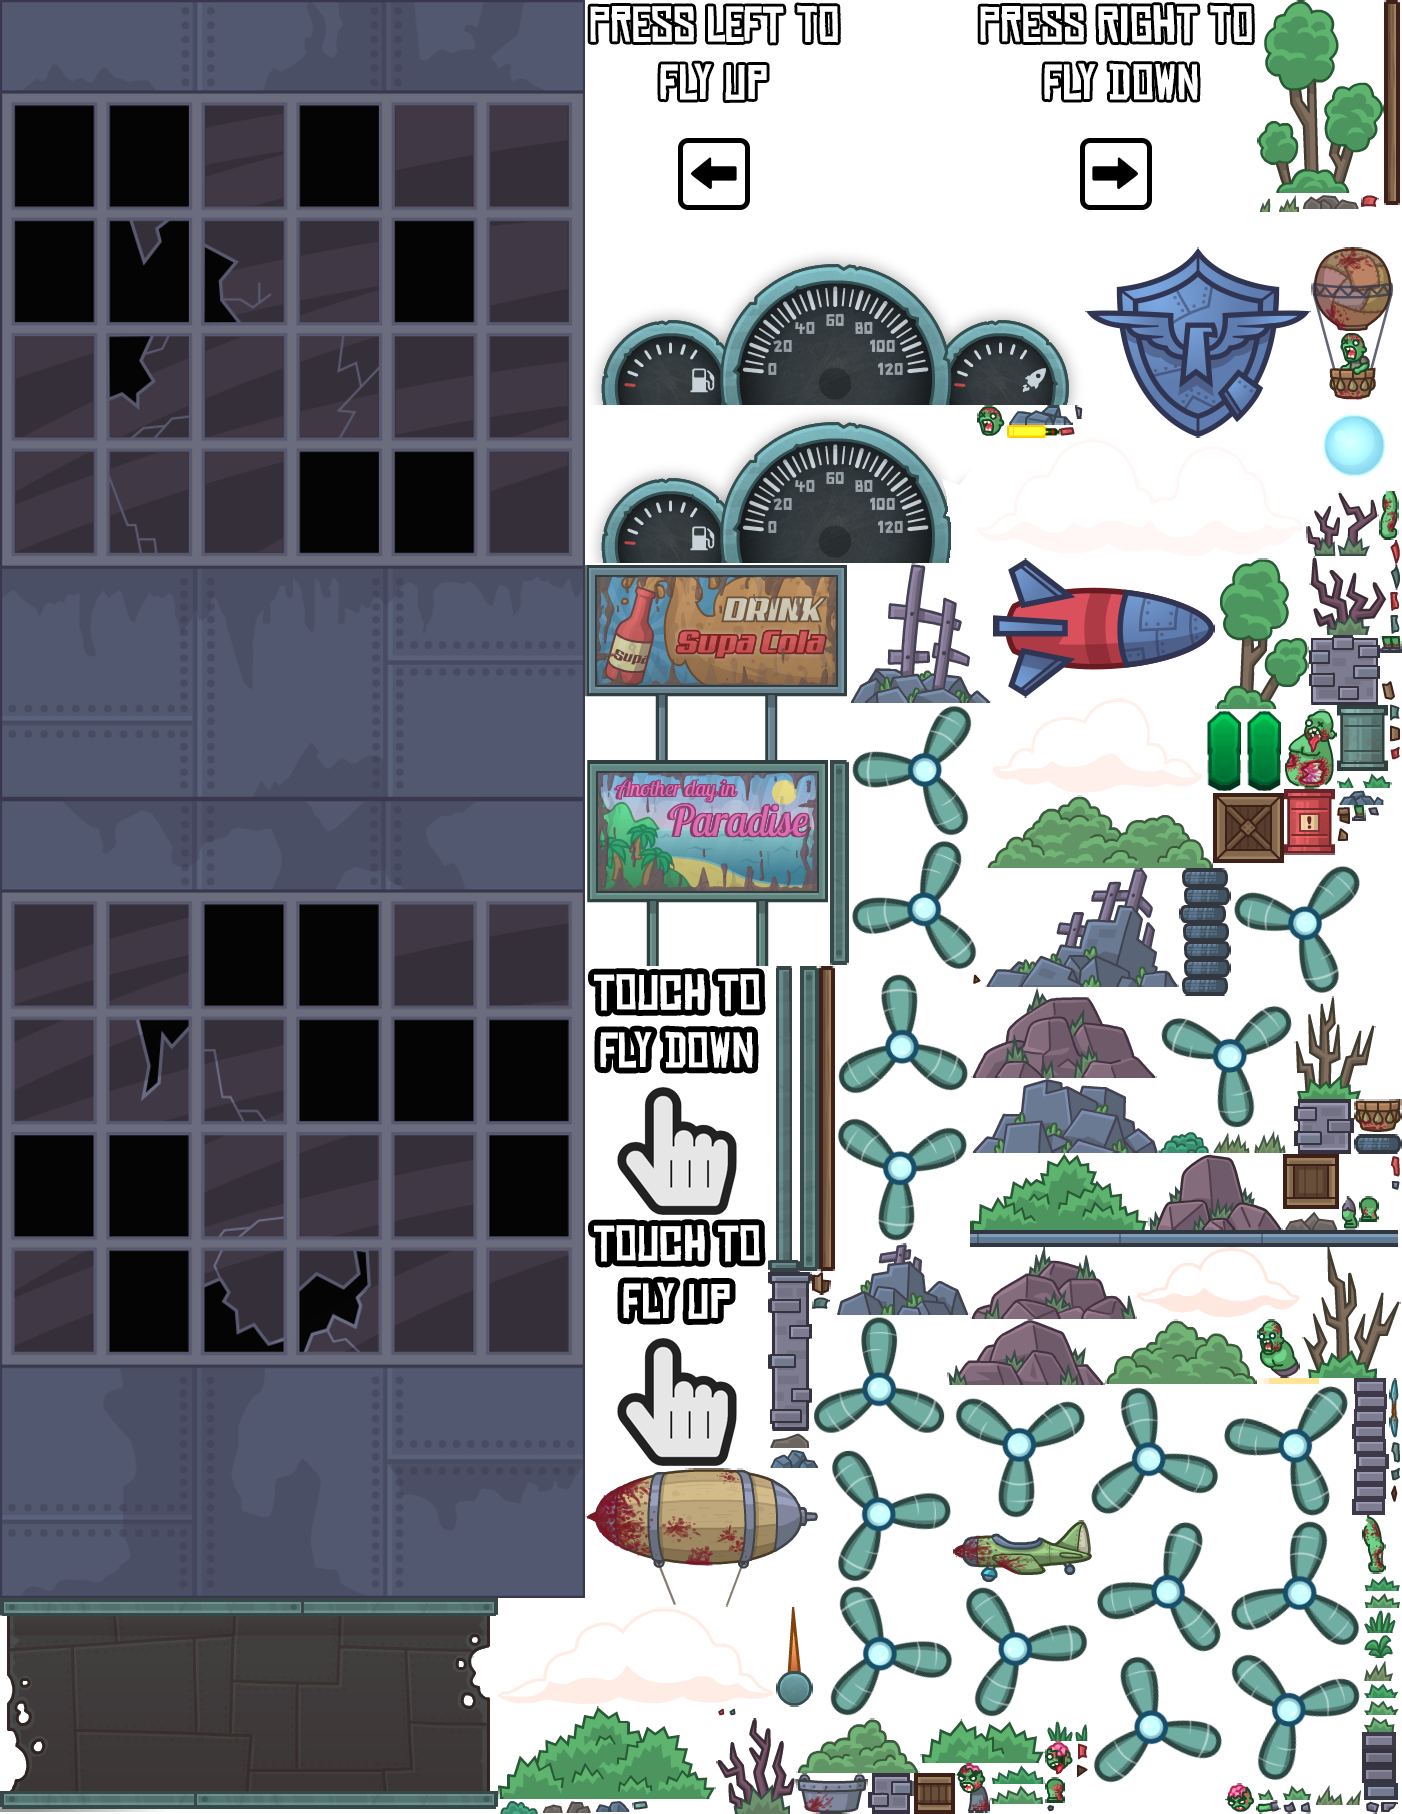 PRESS LEFT TO
FLY UP
PRESS RIGHT TO
FLY DOWN
0 20 40 60 80 100 120
0 20 40 60 80 100 120
DRINK
Supa Cola
Supa
Another day in
Paradise
!
TOUCH TO
FLY DOWN
TOUCH TO
FLY UP